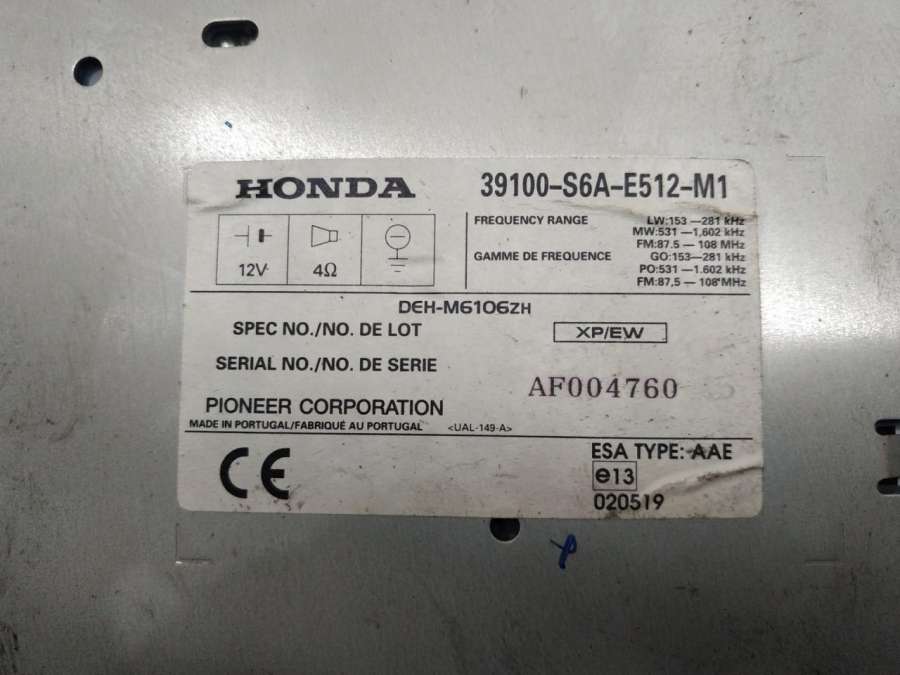 HONDA 39100-S6A-E512-M1
12V 4Ω
FREQUENCY RANGE LW:153 —281 kHz
MW:531 —1,602 kHz
FM:87.5 — 108 MHz
GAMME DE FREQUENCE GO:153—281 kHz
PO:531 —1.602 kHz
FM:87,5 — 108 MHz
DEH-M6106ZH
SPEC NO./NO. DE LOT XP/EW
SERIAL NO./NO. DE SERIE AF004760
PIONEER CORPORATION
MADE IN PORTUGAL/FABRIQUÉ AU PORTUGAL <UAL-149-A>
CE ESA TYPE: AAE
e13
020519